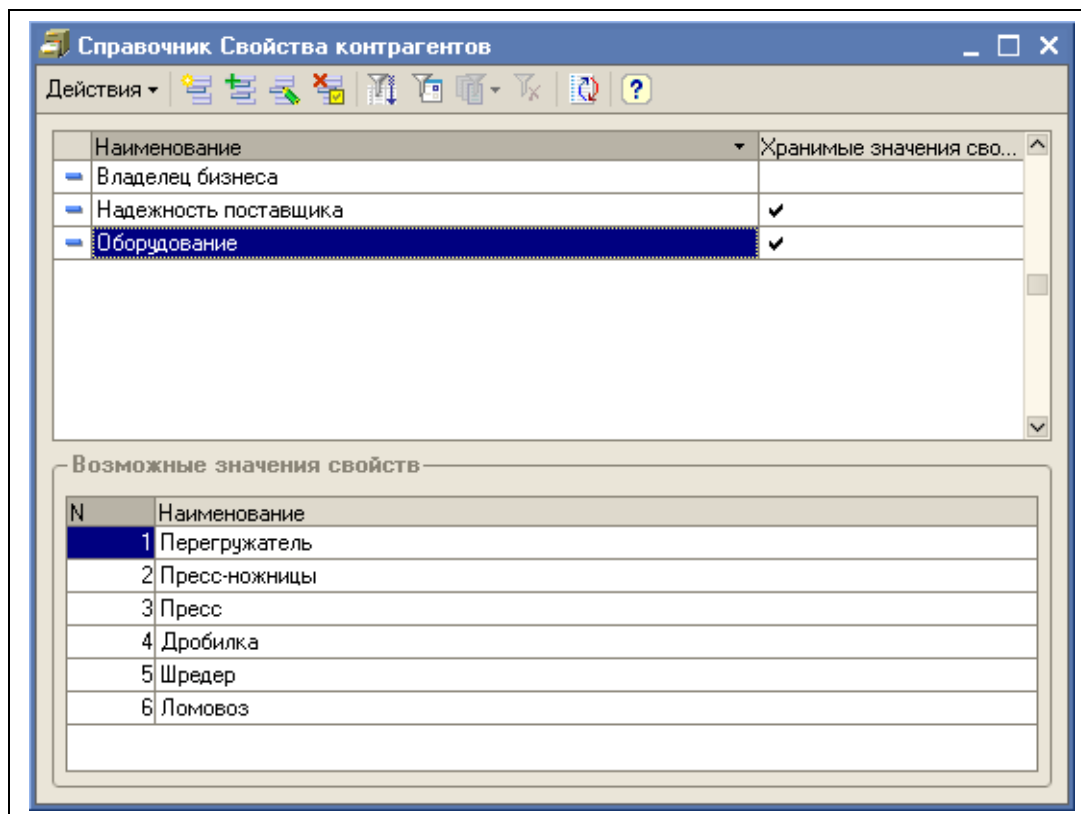 Справочник Свойства контрагентов
Действия
Наименование Хранимые значения сво...
Владелец бизнеса
Надежность поставщика
Оборудование
Возможные значения свойств
N Наименование
1 Перегружатель
2 Пресс-ножницы
3 Пресс
4 Дробилка
5 Шредер
6 Ломовоз